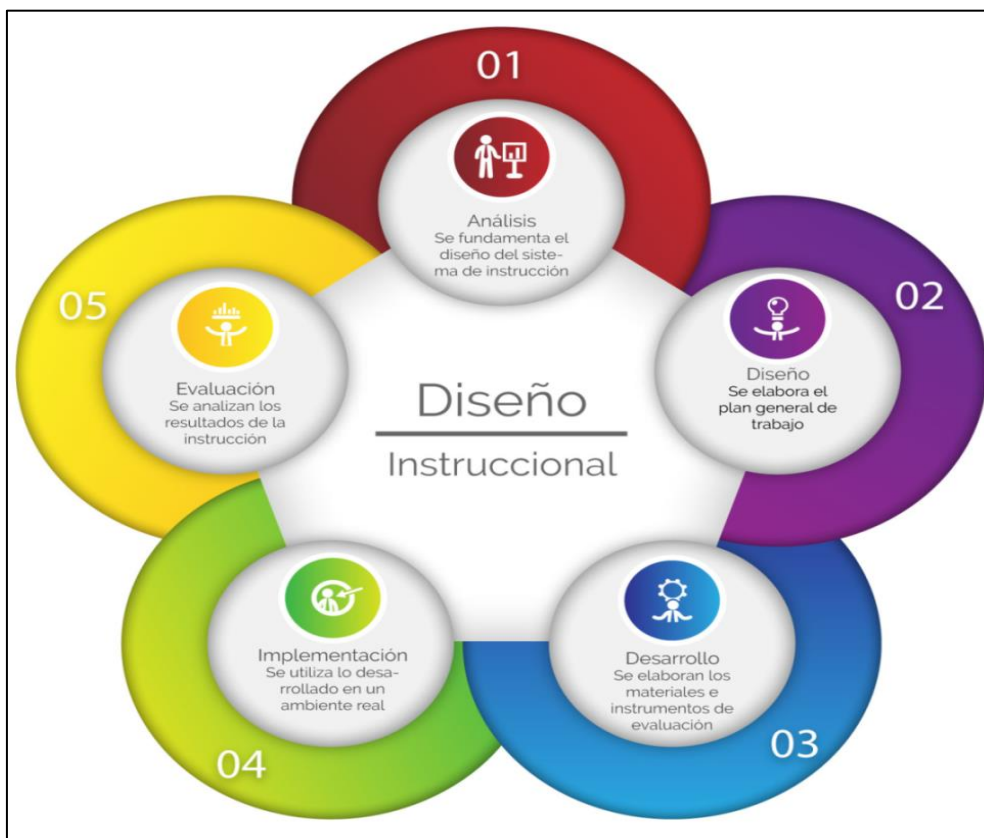 01
Análisis
Se fundamenta el
diseño del siste-
ma de instrucción
02
Diseño
Se elabora el
plan general de
trabajo
05
Evaluación
Se analizan los
resultados de la
instrucción
Diseño
Instruccional
Implementación
Se utiliza lo desa-
rrollado en un
ambiente real
04
Desarrollo
Se elaboran los
materiales e
instrumentos de
evaluación
03